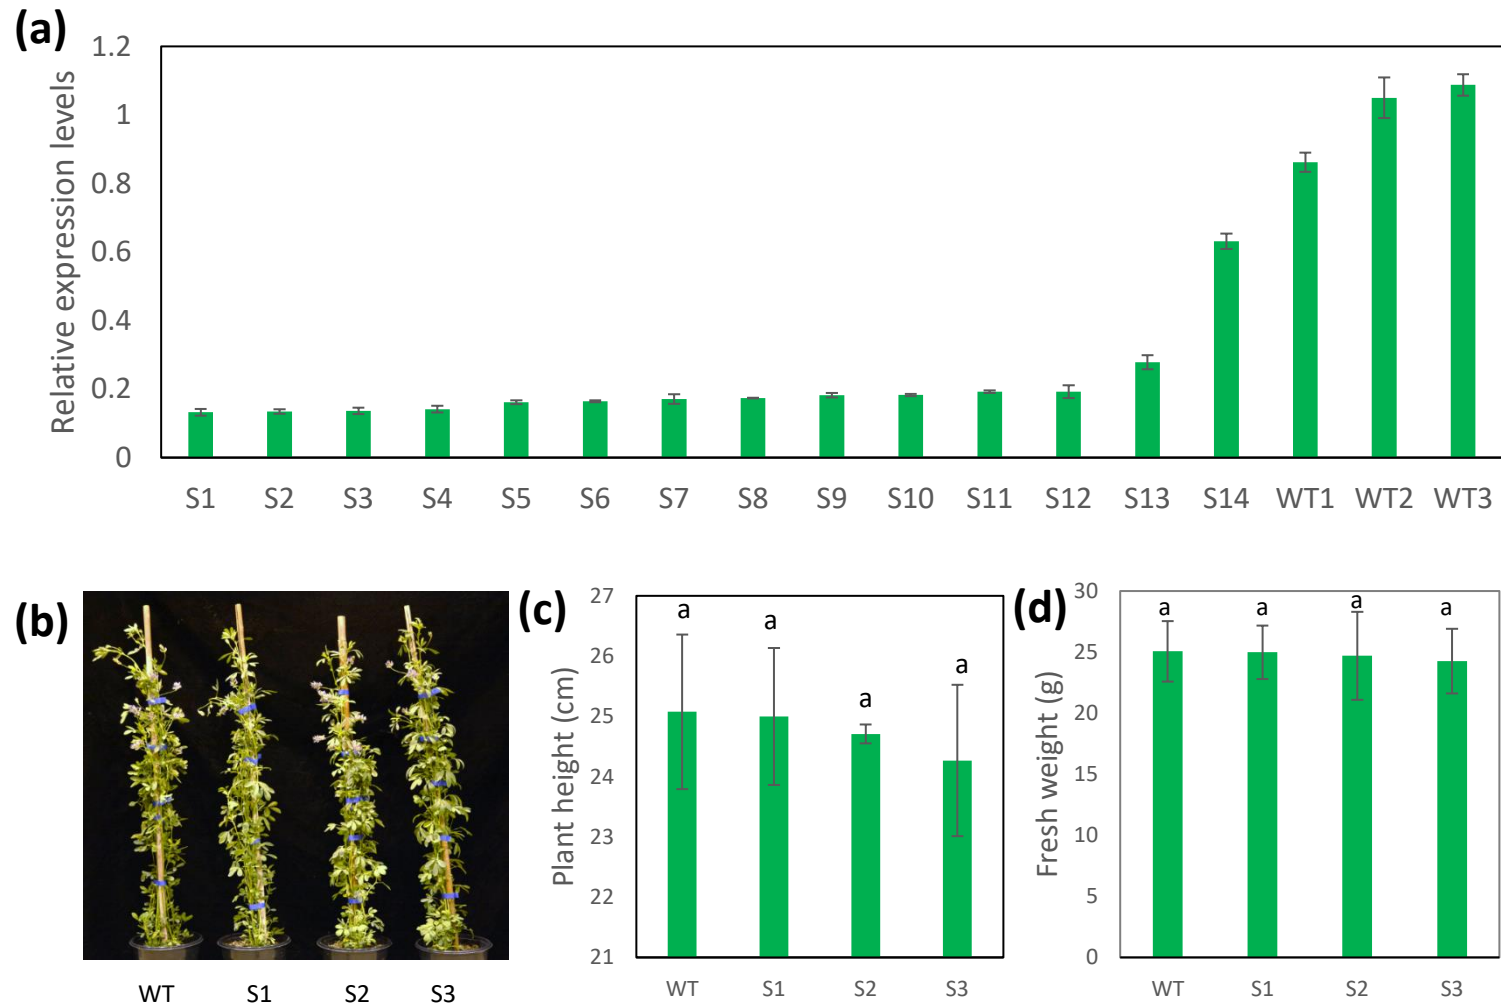 (a)
Relative expression levels
1.2
1
0.8
0.6
0.4
0.2
0
S1 S2 S3 S4 S5 S6 S7 S8 S9 S10 S11 S12 S13 S14 WT1 WT2 WT3
(b)
WT S1 S2 S3
(c)
Plant height (cm)
27
26
25
24
23
22
21
a a a a
WT S1 S2 S3
(d)
Fresh weight (g)
30
25
20
15
10
5
0
a a a a
WT S1 S2 S3